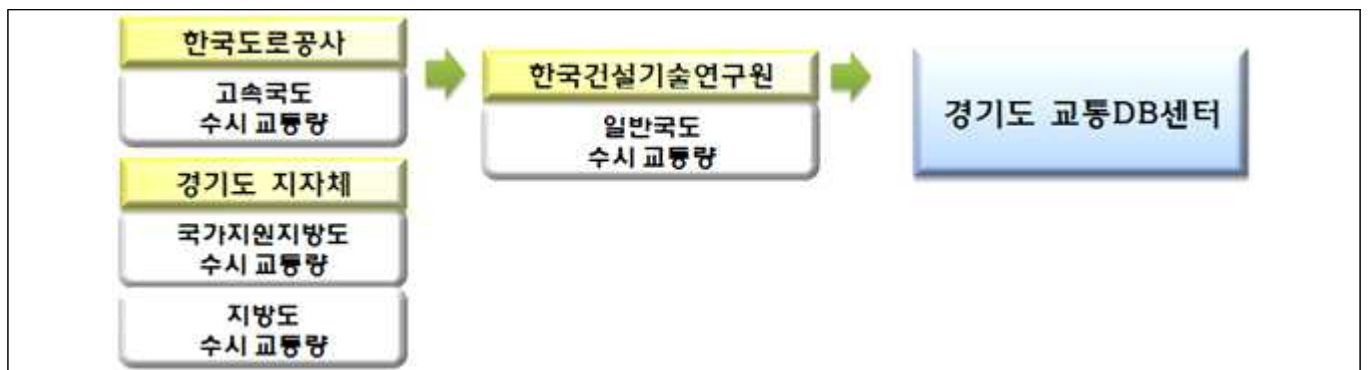 한국도로공사
고속국도
수시 교통량
경기도 지자체
국가지원지방도
수시 교통량
지방도
수시 교통량
한국건설기술연구원
일반국도
수시 교통량
경기도 교통DB센터